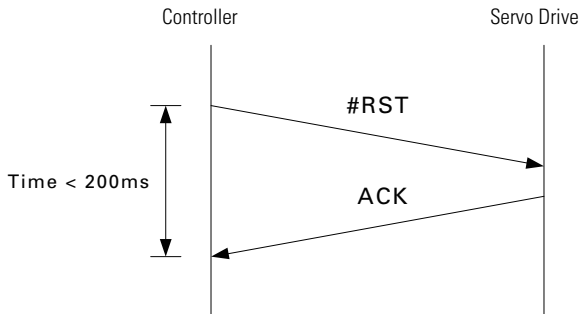 Controller
Servo Drive
#RST
Time < 200ms
ACK